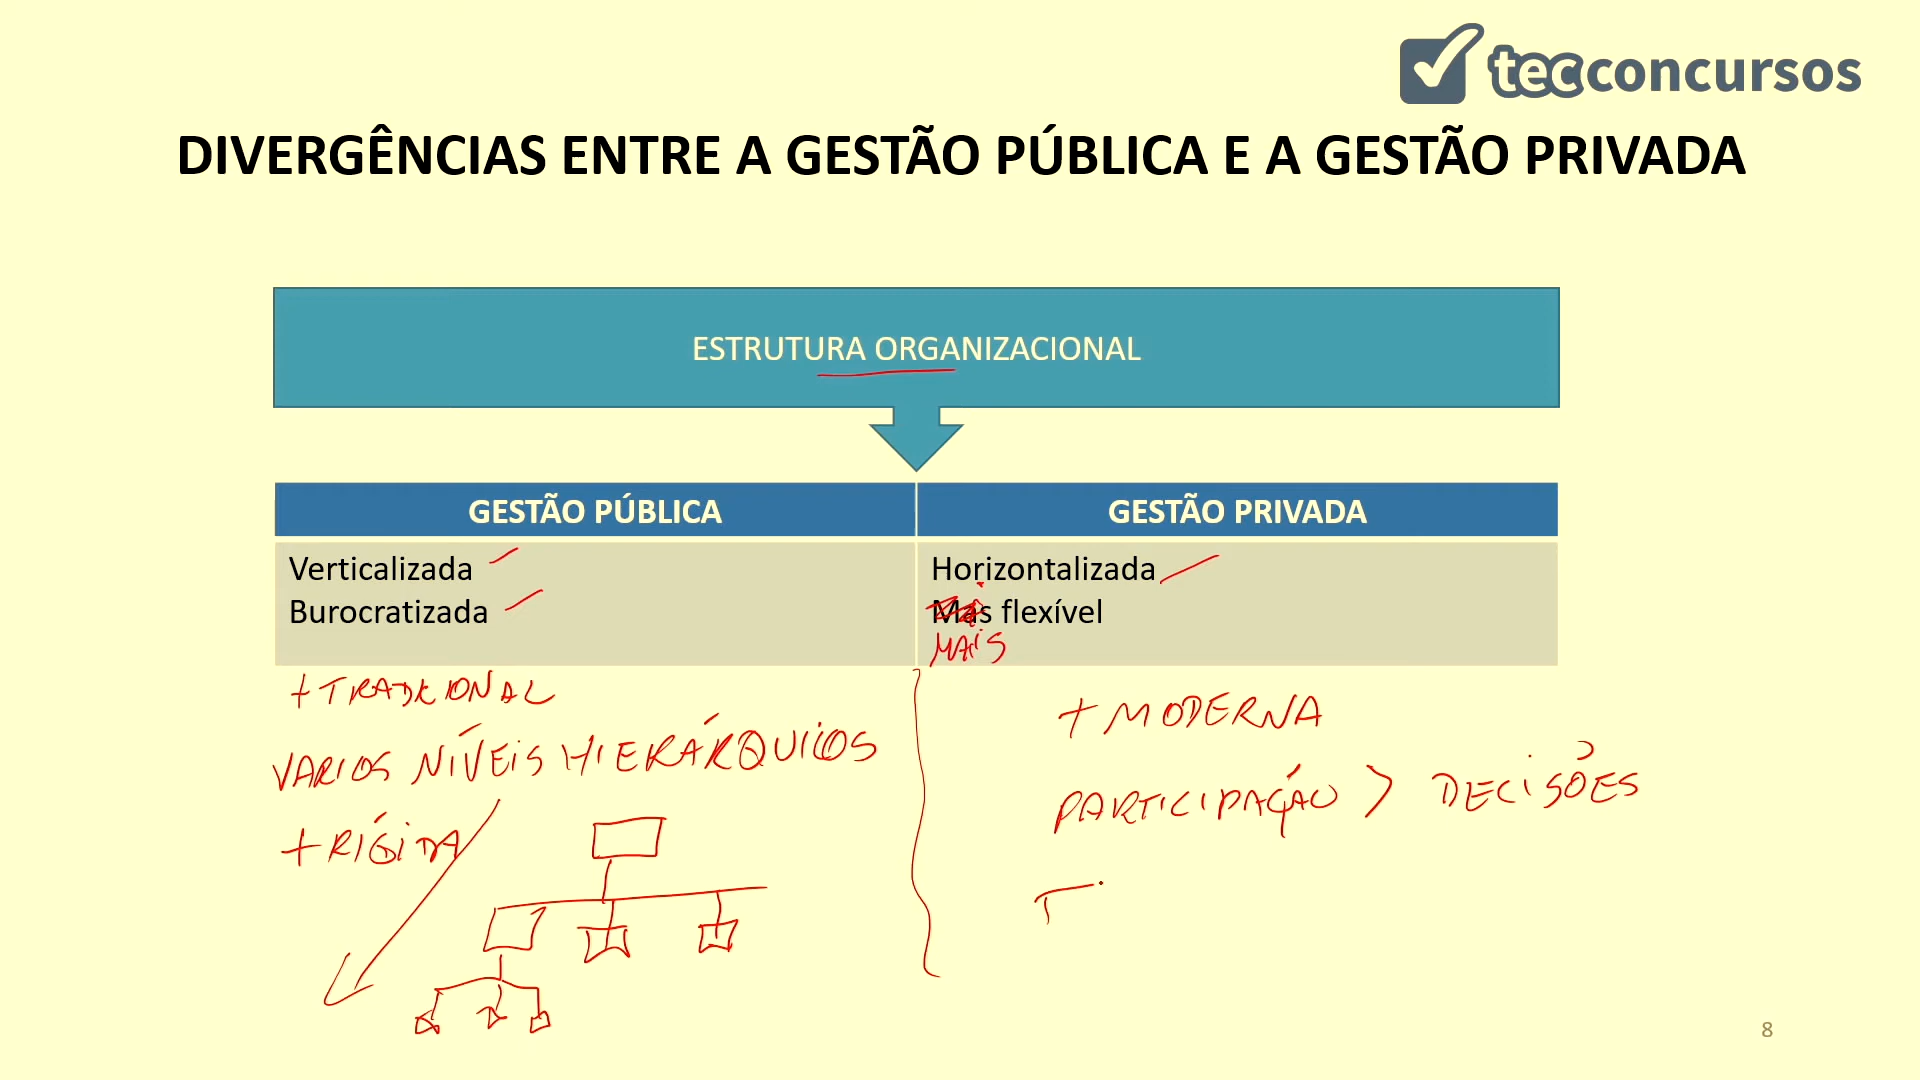 tecconcursos
DIVERGÊNCIAS ENTRE A GESTÃO PÚBLICA E A GESTÃO PRIVADA
ESTRUTURA ORGANIZACIONAL
GESTÃO PÚBLICA
GESTÃO PRIVADA
Verticalizada
Burocratizada
Horizontalizada
Mas flexível
MAIS
+ TRADICIONAL
VARIOS NÍVEIS HIERÁRQUICOS
+ RÍGIDA
+ MODERNA
PARTICIPAÇÃO > DECISÕES
T
8